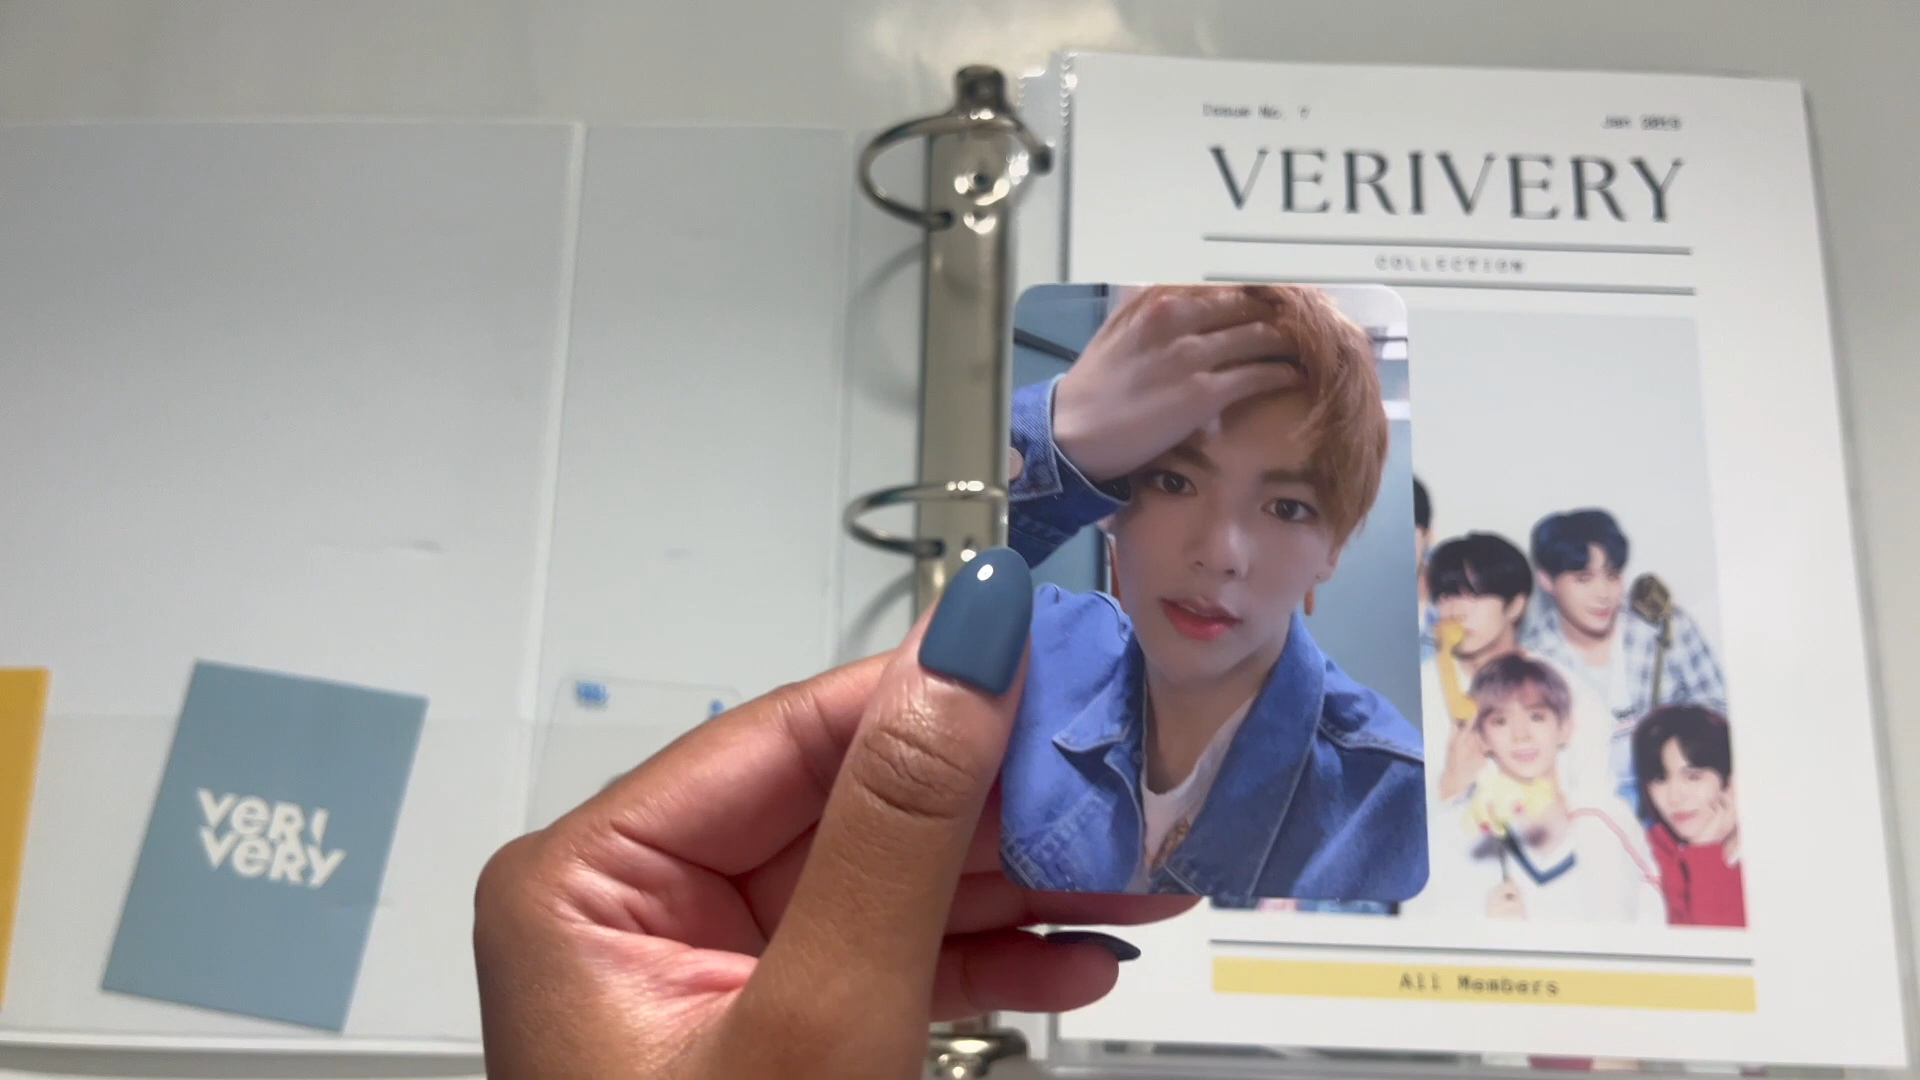 Issue No. 7
Jan 2019
VERIVERY
COLLECTION
VERI
VERY
All Members